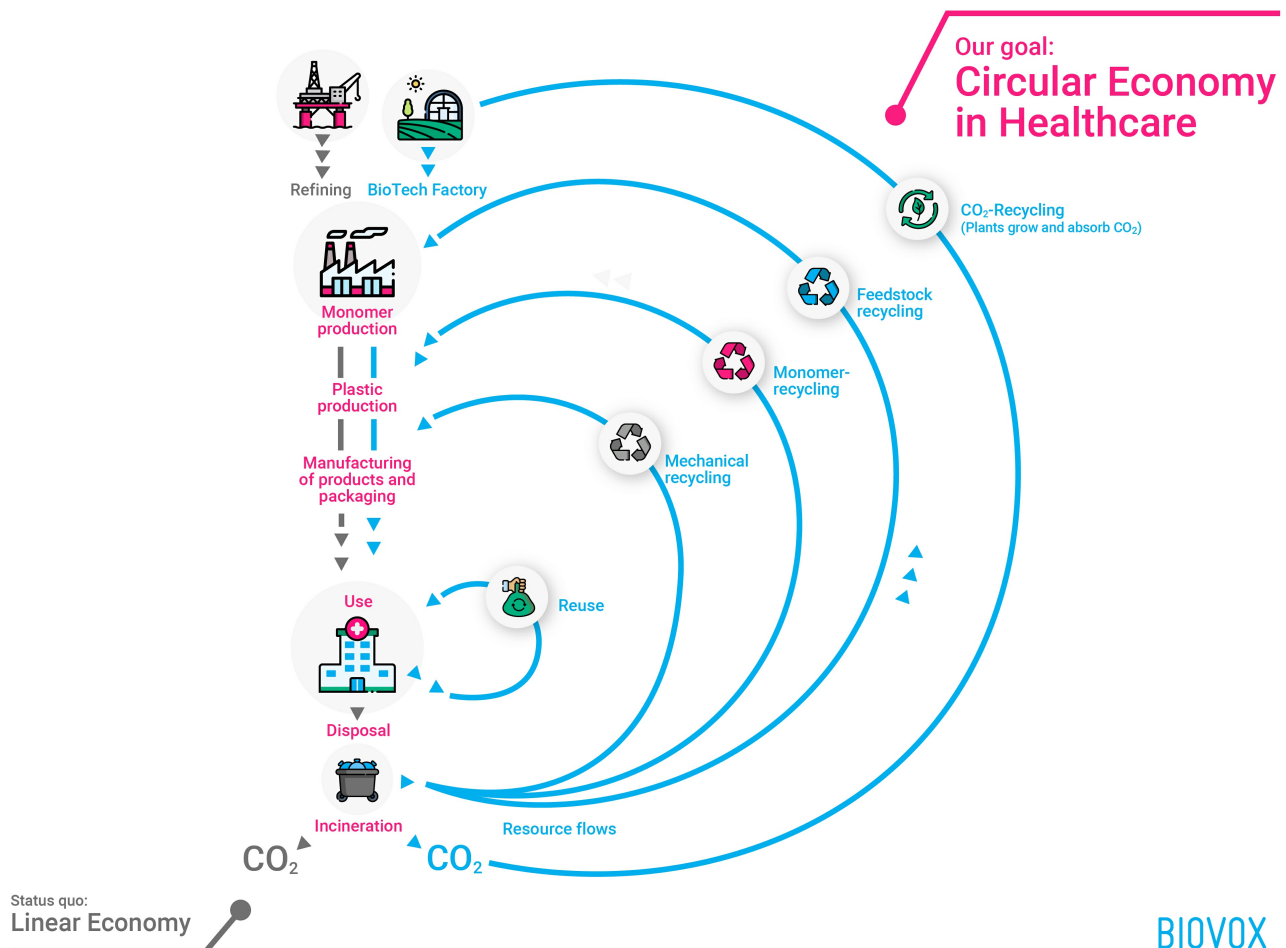 Our goal:
Circular Economy
in Healthcare
Refining
BioTech Factory
CO₂-Recycling
(Plants grow and absorb CO₂)
Feedstock
recycling
Monomer
production
Monomer-
recycling
Plastic
production
Mechanical
recycling
Manufacturing
of products and
packaging
Use
Reuse
Disposal
Incineration
Resource flows
CO₂
CO₂
Status quo:
Linear Economy
BIOVOX